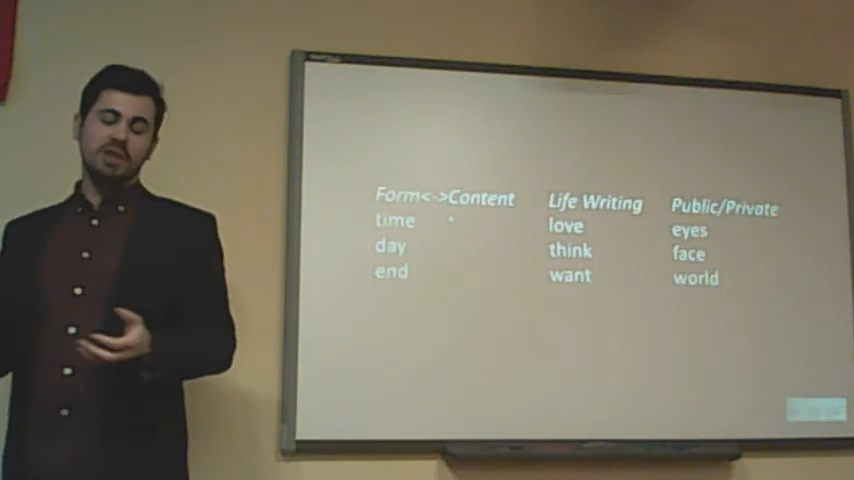 Form<->Content Life Writing Public/Private
time love eyes
day think face
end want world